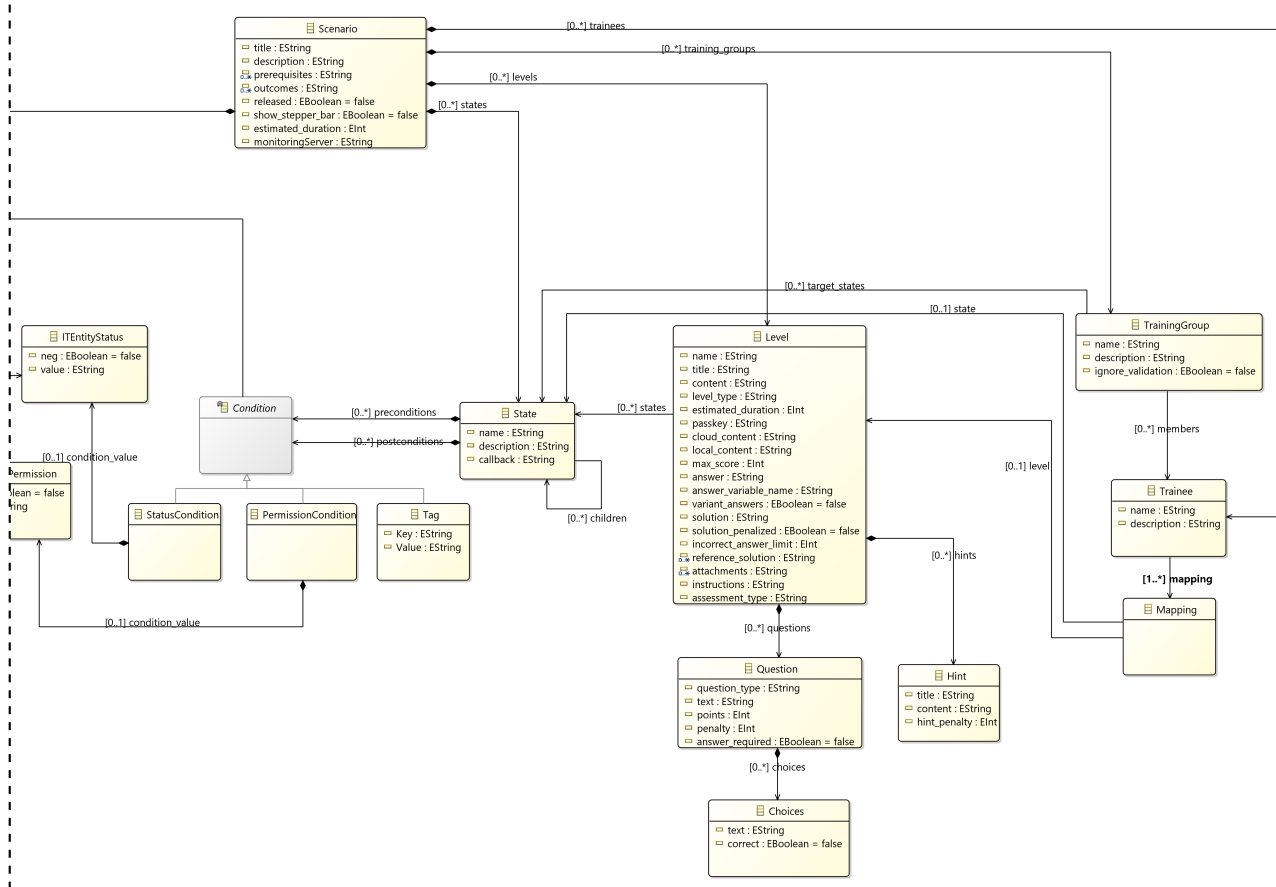 Scenario
title : EString
description : EString
prerequisites : EString
outcomes : EString
released : EBoolean = false
show_stepper_bar : EBoolean = false
estimated_duration : EInt
monitoringServer : EString
[0..*] trainees
[0..*] training_groups
[0..*] levels
[0..*] states
[0..*] target_states
[0..1] state
ITEntityStatus
neg : EBoolean = false
value : EString
Condition
[0..*] preconditions
[0..*] postconditions
State
name : EString
description : EString
callback : EString
[0..*] children
[0..*] states
Level
name : EString
title : EString
content : EString
level_type : EString
estimated_duration : EInt
passkey : EString
cloud_content : EString
local_content : EString
max_score : EInt
answer : EString
answer_variable_name : EString
variant_answers : EBoolean = false
solution : EString
solution_penalized : EBoolean = false
incorrect_answer_limit : EInt
reference_solution : EString
attachments : EString
instructions : EString
assessment_type : EString
TrainingGroup
name : EString
description : EString
ignore_validation : EBoolean = false
[0..*] members
[0..1] level
Trainee
name : EString
description : EString
[1..*] mapping
Mapping
[0..1] condition_value
Permission
lean = false
ring
StatusCondition
PermissionCondition
Tag
Key : EString
Value : EString
[0..1] condition_value
[0..*] hints
[0..*] questions
Question
question_type : EString
text : EString
points : EInt
penalty : EInt
answer_required : EBoolean = false
Hint
title : EString
content : EString
hint_penalty : EInt
[0..*] choices
Choices
text : EString
correct : EBoolean = false